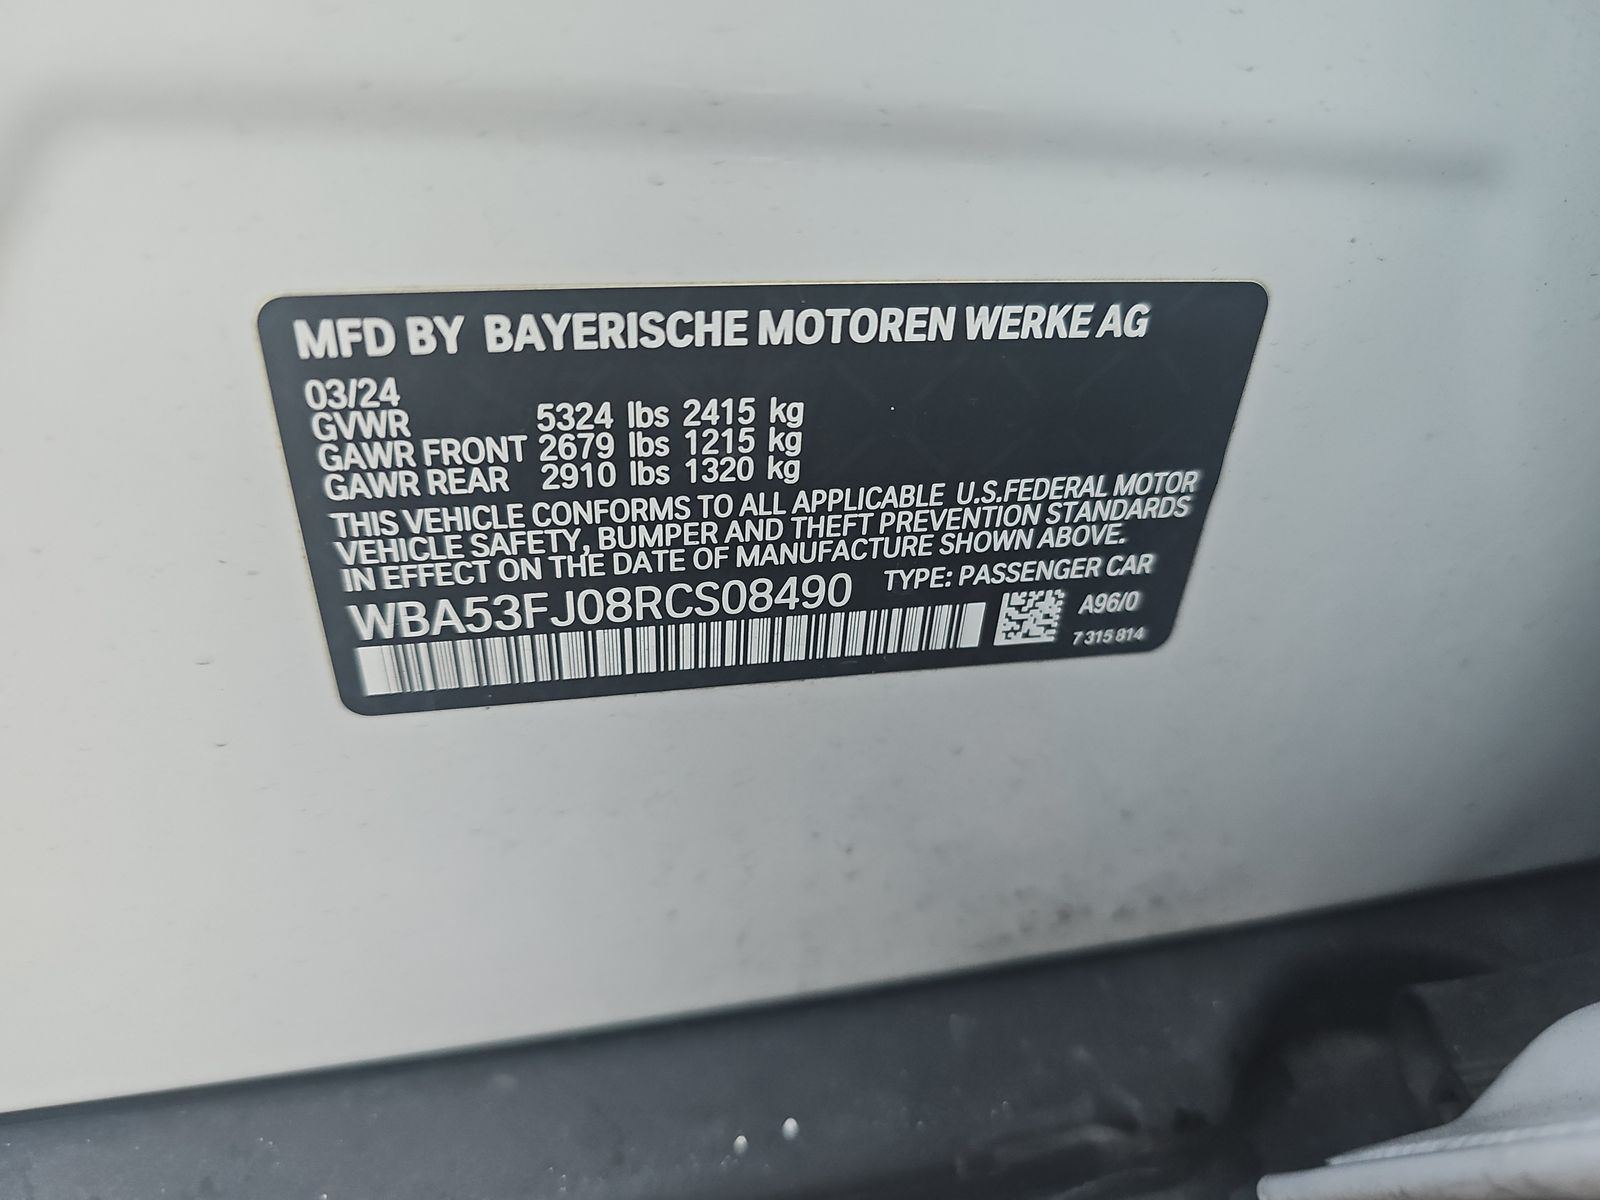 MFD BY BAYERISCHE MOTOREN WERKE AG
03/24
GVWR 5324 lbs 2415 kg
GAWR FRONT 2679 lbs 1215 kg
GAWR REAR 2910 lbs 1320 kg
THIS VEHICLE CONFORMS TO ALL APPLICABLE U.S.FEDERAL MOTOR
VEHICLE SAFETY, BUMPER AND THEFT PREVENTION STANDARDS
IN EFFECT ON THE DATE OF MANUFACTURE SHOWN ABOVE.
WBA53FJ08RCS08490 TYPE: PASSENGER CAR
A96/0
7 315 814